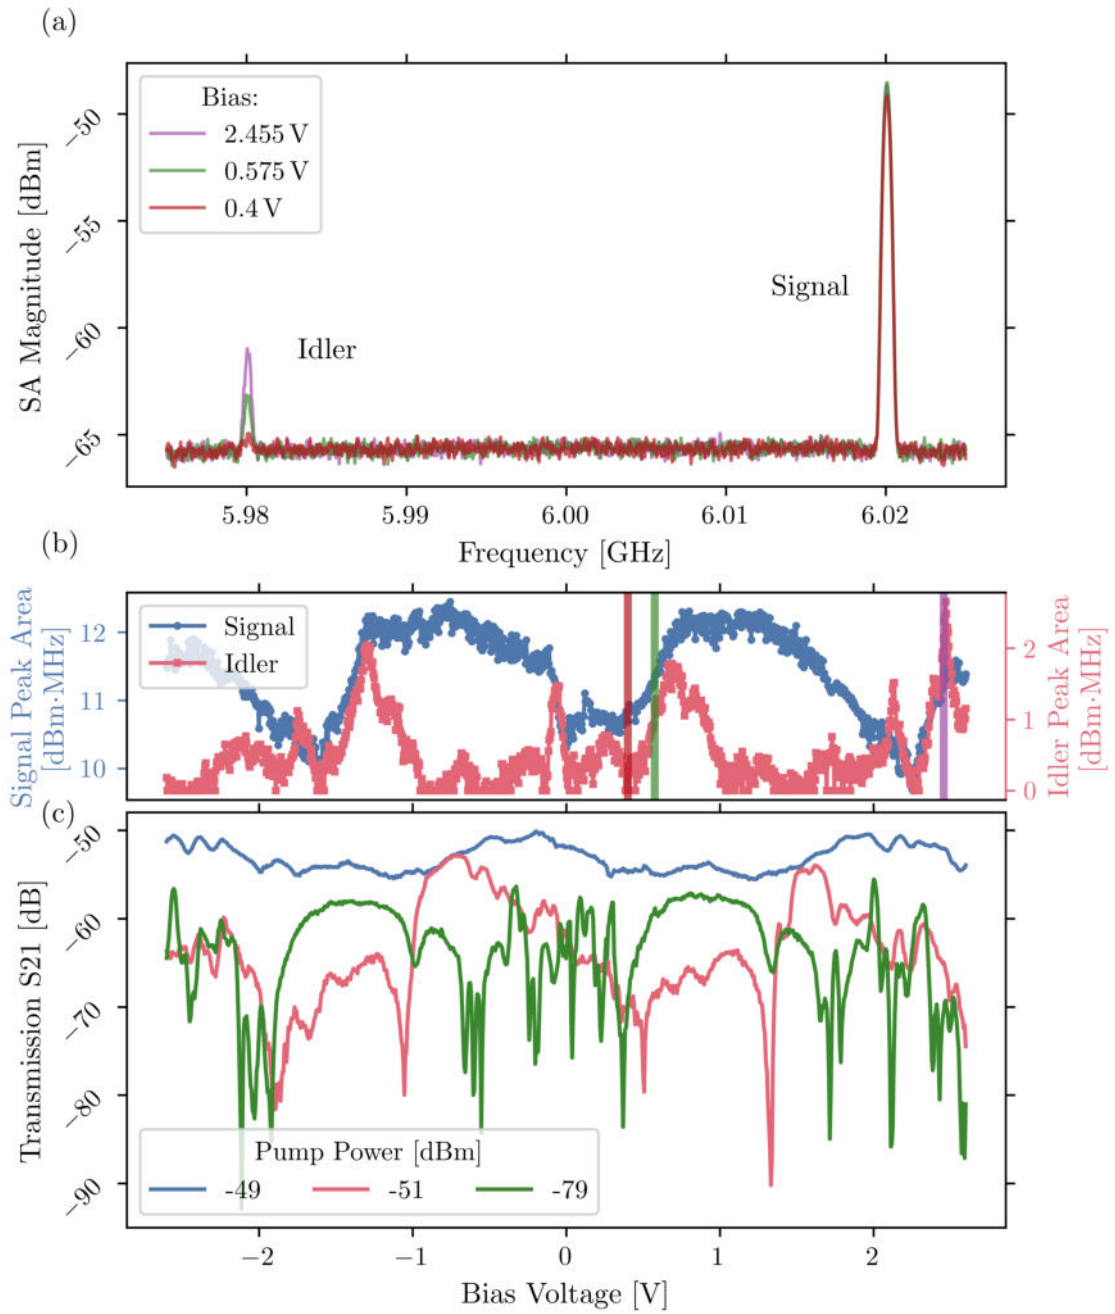 (a)
SA Magnitude [dBm]
−50
−55
−60
−65
Bias:
2.455 V
0.575 V
0.4 V
Signal
Idler
5.98
5.99
6.00
6.01
6.02
Frequency [GHz]
(b)
Signal Peak Area
[dBm·MHz]
12
11
10
Signal
Idler
2
1
0
Idler Peak Area
[dBm·MHz]
(c)
Transmission S21 [dB]
−50
−60
−70
−80
−90
Pump Power [dBm]
-49
-51
-79
−2
−1
0
1
2
Bias Voltage [V]